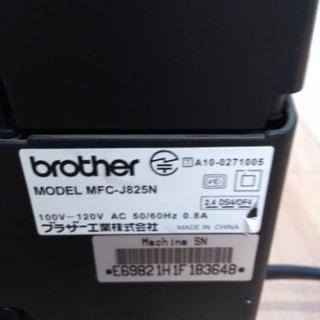 brother
T A10-0271005
MODEL MFC-J825N
2.4 DS4/OF4
100V-120V AC 50/60Hz 0.8A
ブラザー工業株式会社 MADE IN CHINA
Machine SN
*E69821H1F183648*